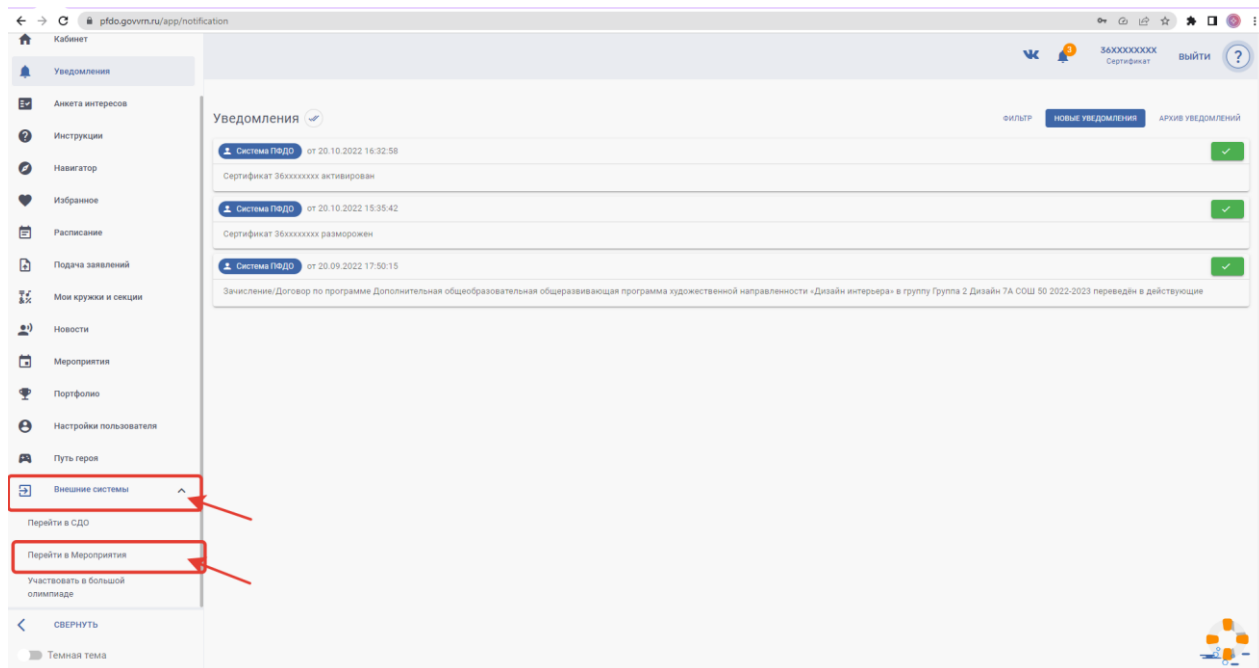 pfdo.govvrn.ru/app/notification
Кабинет
Уведомления
Анкета интересов
Инструкции
Навигатор
Избранное
Расписание
Подача заявлений
Мои кружки и секции
Новости
Мероприятия
Портфолио
Настройки пользователя
Путь героя
Внешние системы
Перейти в СДО
Перейти в Мероприятия
Участвовать в большой
олимпиаде
СВЕРНУТЬ
Темная тема
3
36XXXXXXXX
Сертификат
ВЫЙТИ
?
Уведомления
ФИЛЬТР
НОВЫЕ УВЕДОМЛЕНИЯ
АРХИВ УВЕДОМЛЕНИЙ
Система ПФДО от 20.10.2022 16:32:58
Сертификат 36xxxxxxxx активирован
Система ПФДО от 20.10.2022 15:35:42
Сертификат 36xxxxxxxx разморожен
Система ПФДО от 20.09.2022 17:50:15
Зачисление/Договор по программе Дополнительная общеобразовательная общеразвивающая программа художественной направленности «Дизайн интерьера» в группу Группа 2 Дизайн 7А СОШ 50 2022-2023 переведён в действующие